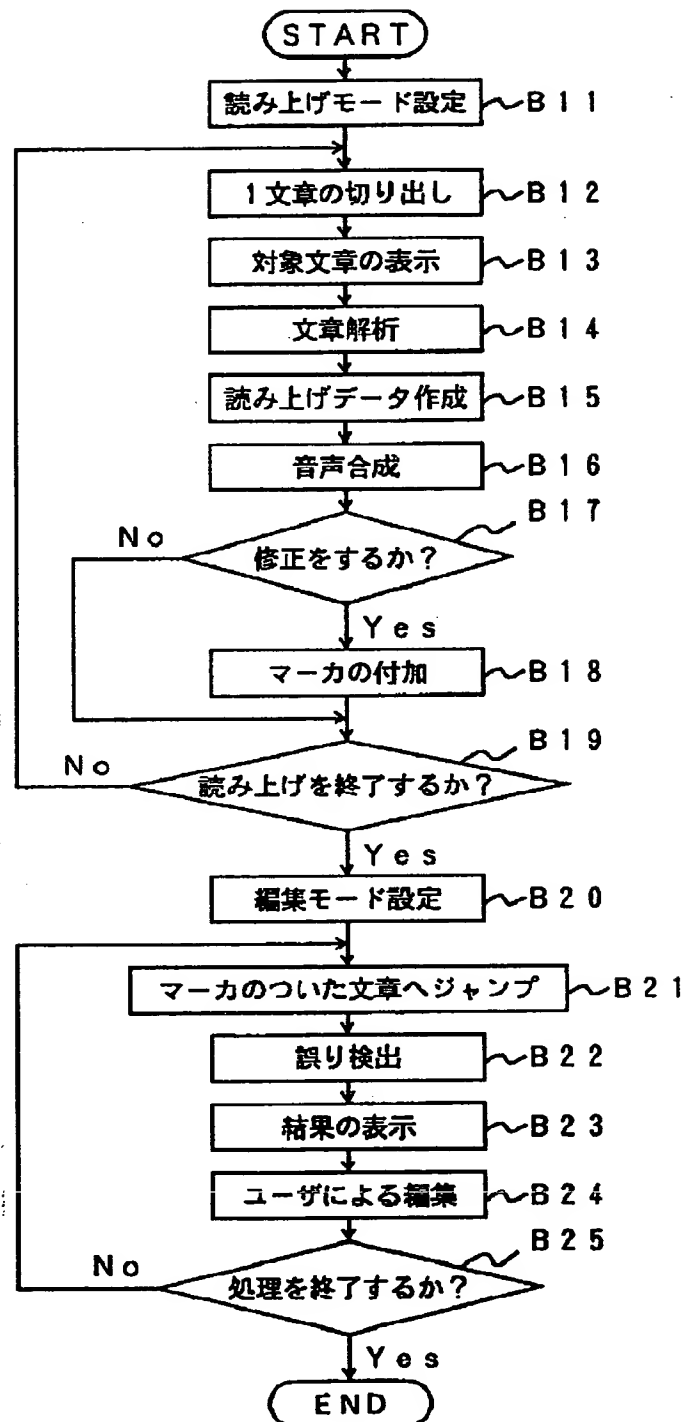 START
読み上げモード設定 B11
1文章の切り出し B12
対象文章の表示 B13
文章解析 B14
読み上げデータ作成 B15
音声合成 B16
B17
No
修正をするか?
Yes
マーカの付加 B18
B19
No
読み上げを終了するか?
Yes
編集モード設定 B20
マーカのついた文章へジャンプ B21
誤り検出 B22
結果の表示 B23
ユーザによる編集 B24
B25
No
処理を終了するか?
Yes
END